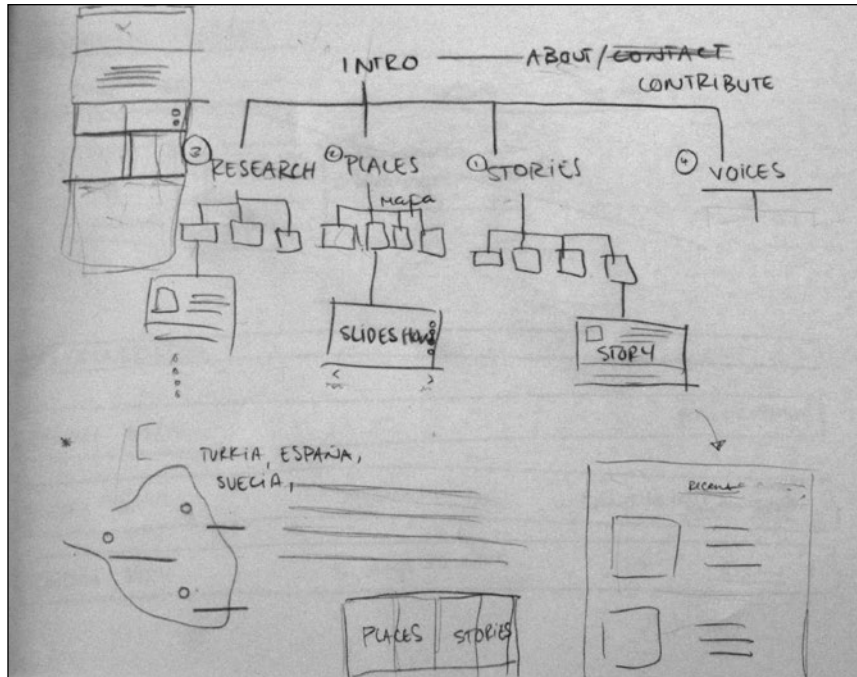 INTRO
ABOUT/CONTACT
CONTRIBUTE
3 RESEARCH
2 PLACES
1 STORIES
4 VOICES
mapa
SLIDESHOW
STORY
* TURKIA, ESPAÑA,
SUECIA,
PLACES STORIES